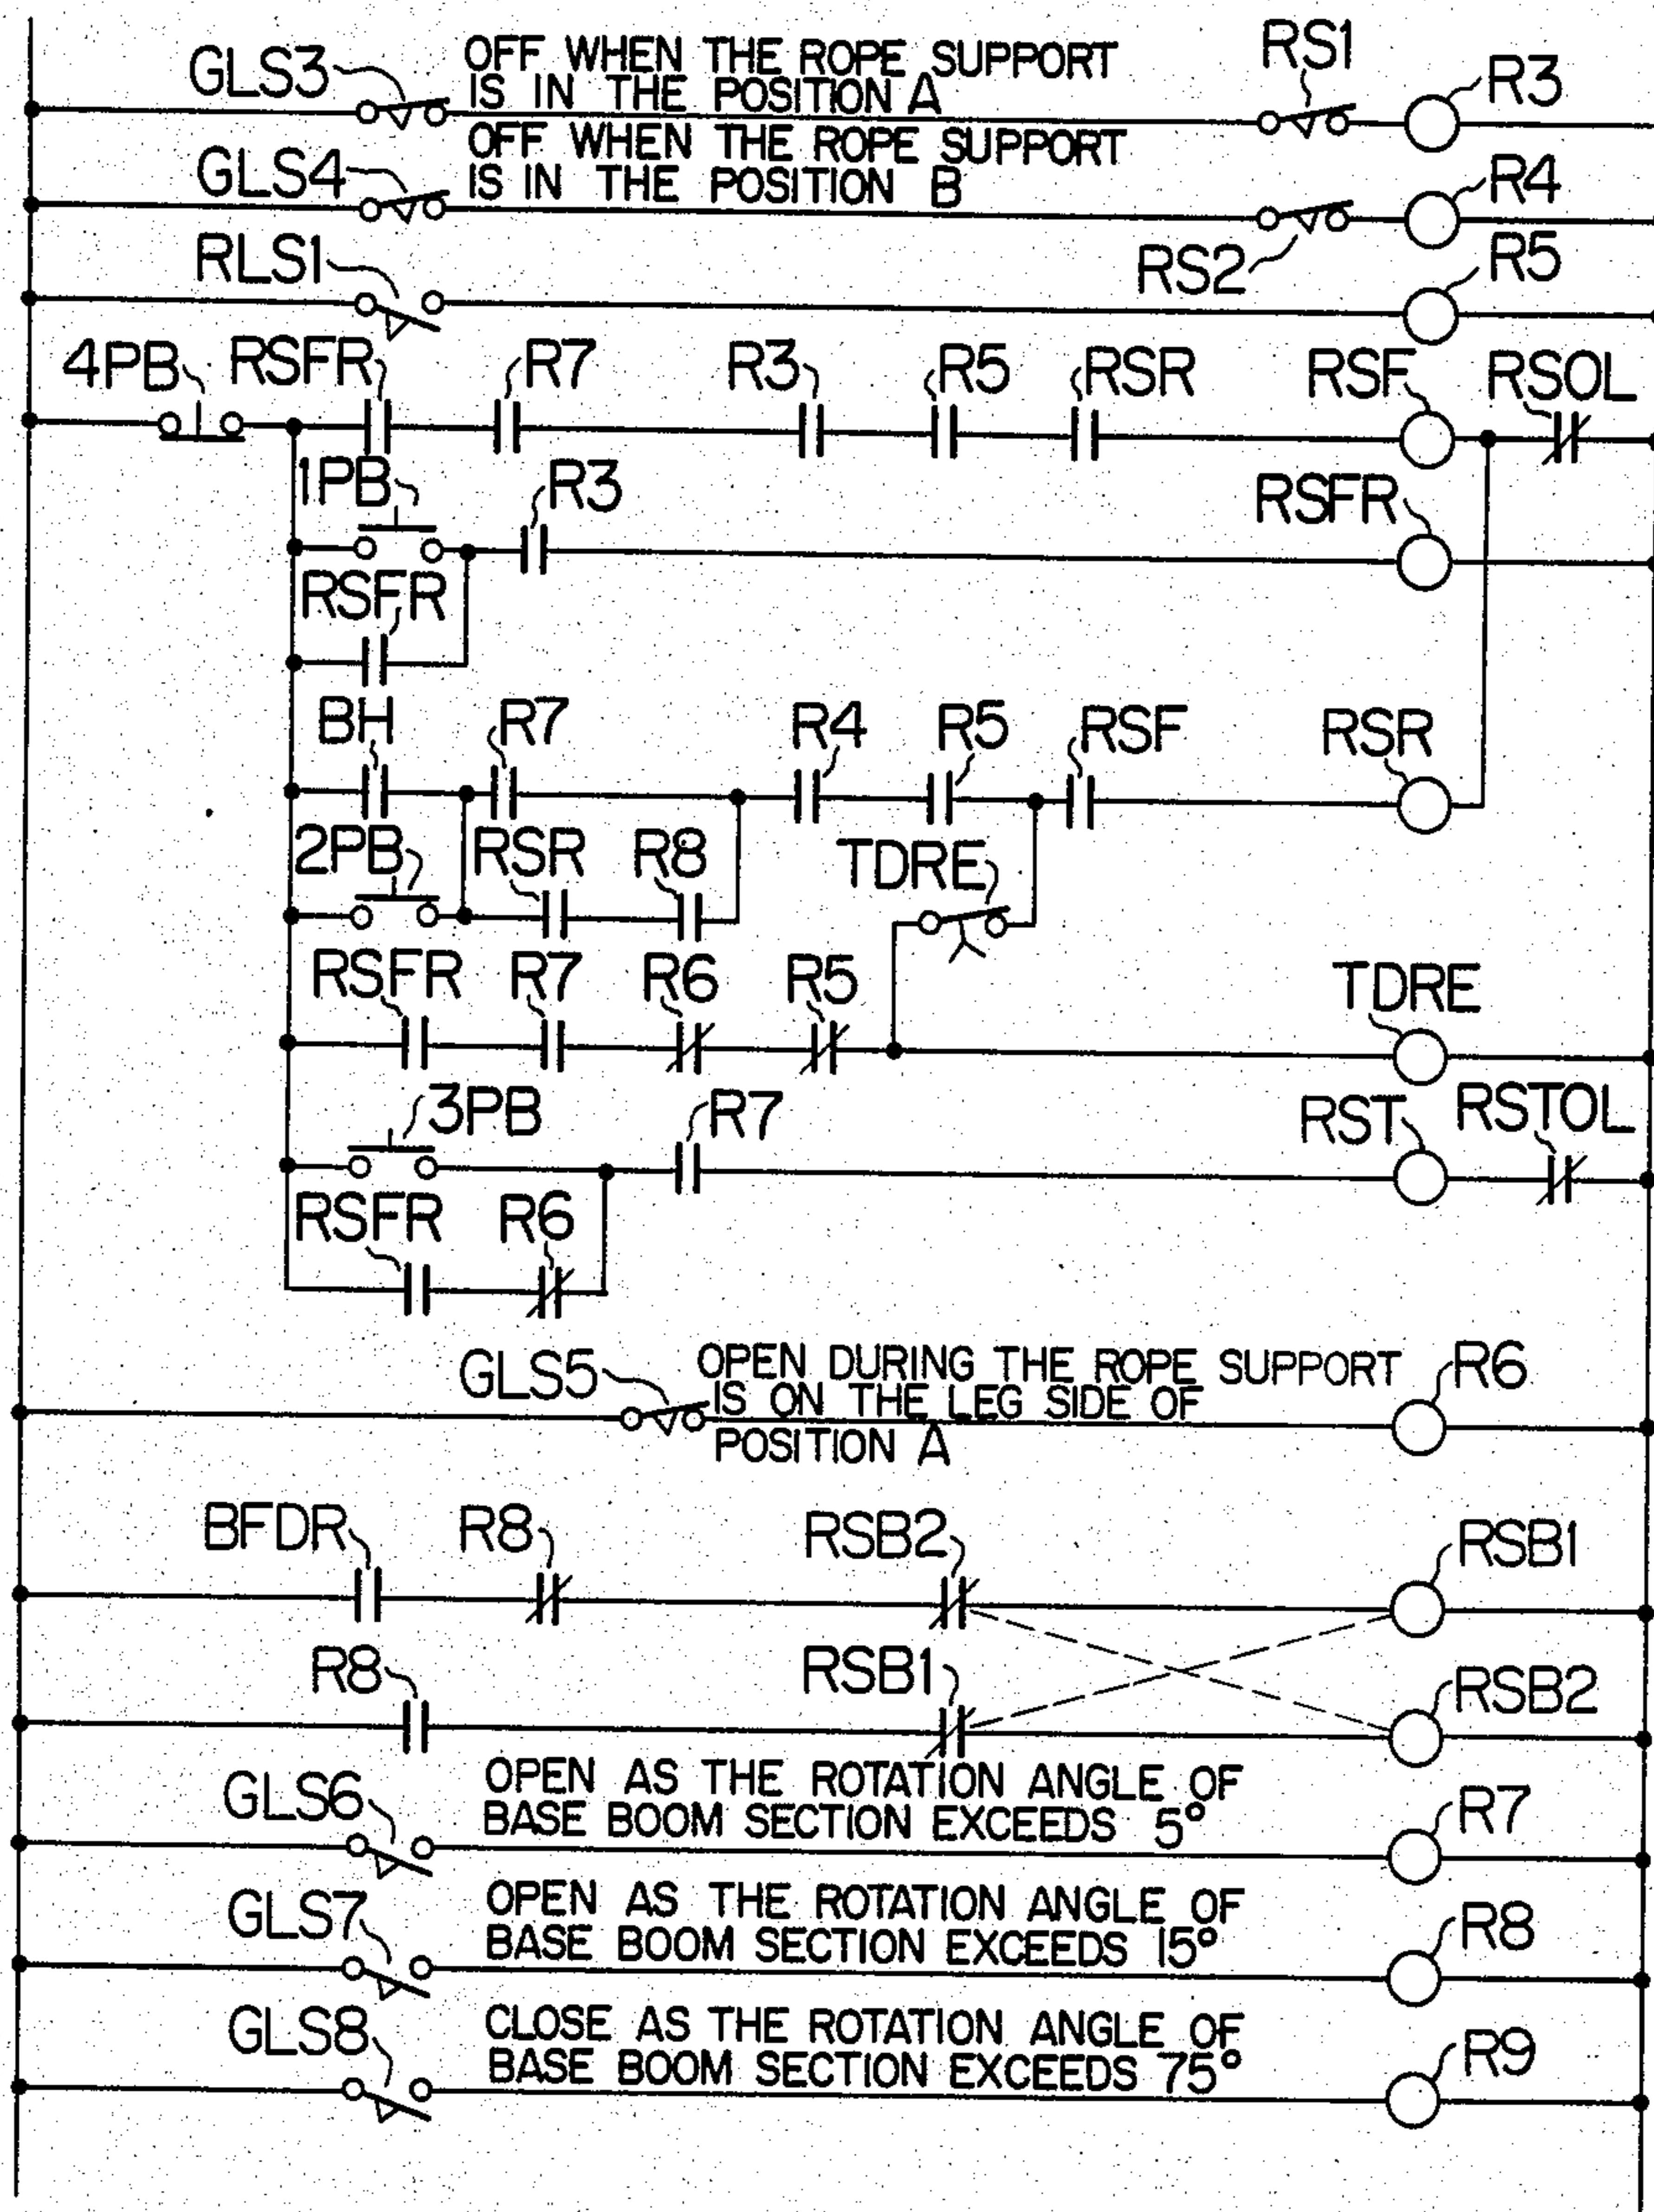 GLS3 OFF WHEN THE ROPE SUPPORT RS1
IS IN THE POSITION A R3
GLS4 OFF WHEN THE ROPE SUPPORT
IS IN THE POSITION B R4
RLS1 RS2 R5
4PB RSFR R7 R3 R5 RSR RSF RSOL
1PB R3 RSFR
RSFR
BH R7 R4 R5 RSF RSR
2PB RSR R8 TDRE
RSFR R7 R6 R5 TDRE
3PB R7 RST RSTOL
RSFR R6
GLS5 OPEN DURING THE ROPE SUPPORT R6
IS ON THE LEG SIDE OF
POSITION A
BFDR R8 RSB2 RSB1
R8 RSB1 RSB2
GLS6 OPEN AS THE ROTATION ANGLE OF
BASE BOOM SECTION EXCEEDS 5° R7
GLS7 OPEN AS THE ROTATION ANGLE OF
BASE BOOM SECTION EXCEEDS 15° R8
GLS8 CLOSE AS THE ROTATION ANGLE OF
BASE BOOM SECTION EXCEEDS 75° R9